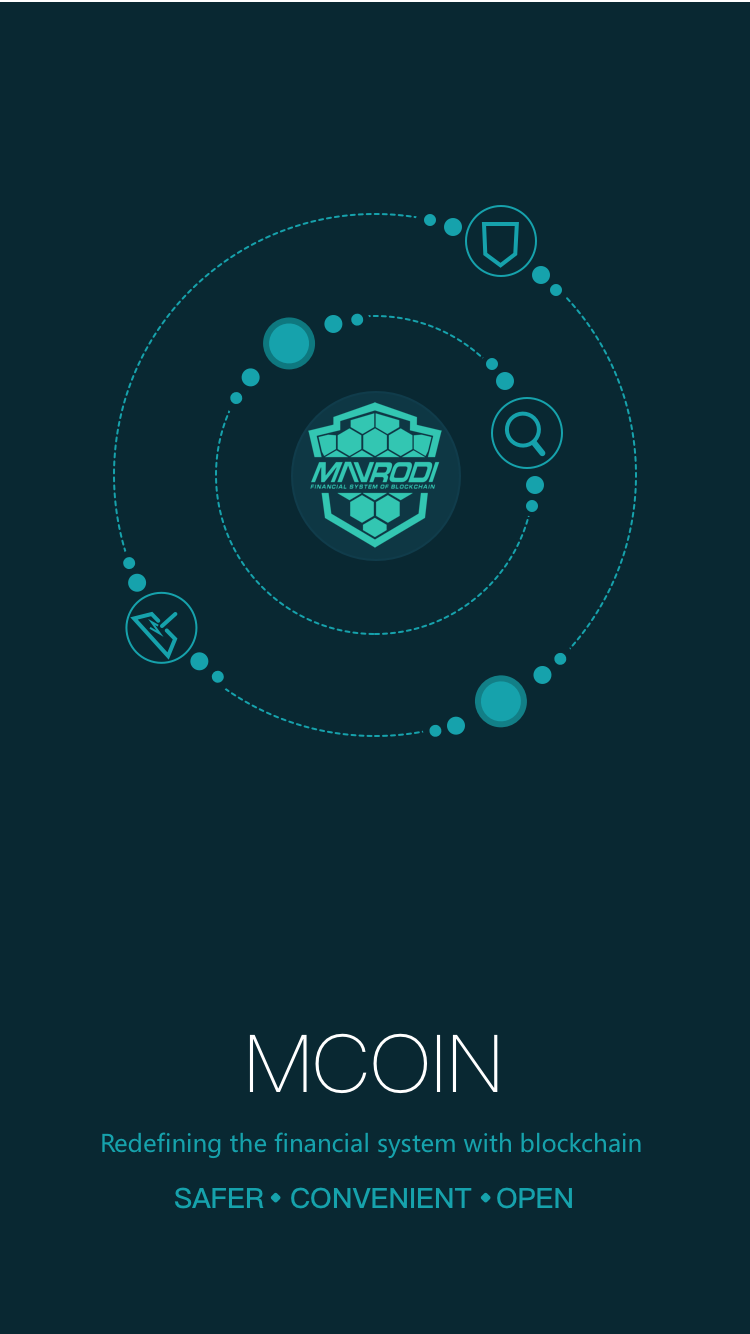 MAVRODI
FINANCIAL SYSTEM OF BLOCKCHAIN
MCOIN
Redefining the financial system with blockchain
SAFER • CONVENIENT • OPEN